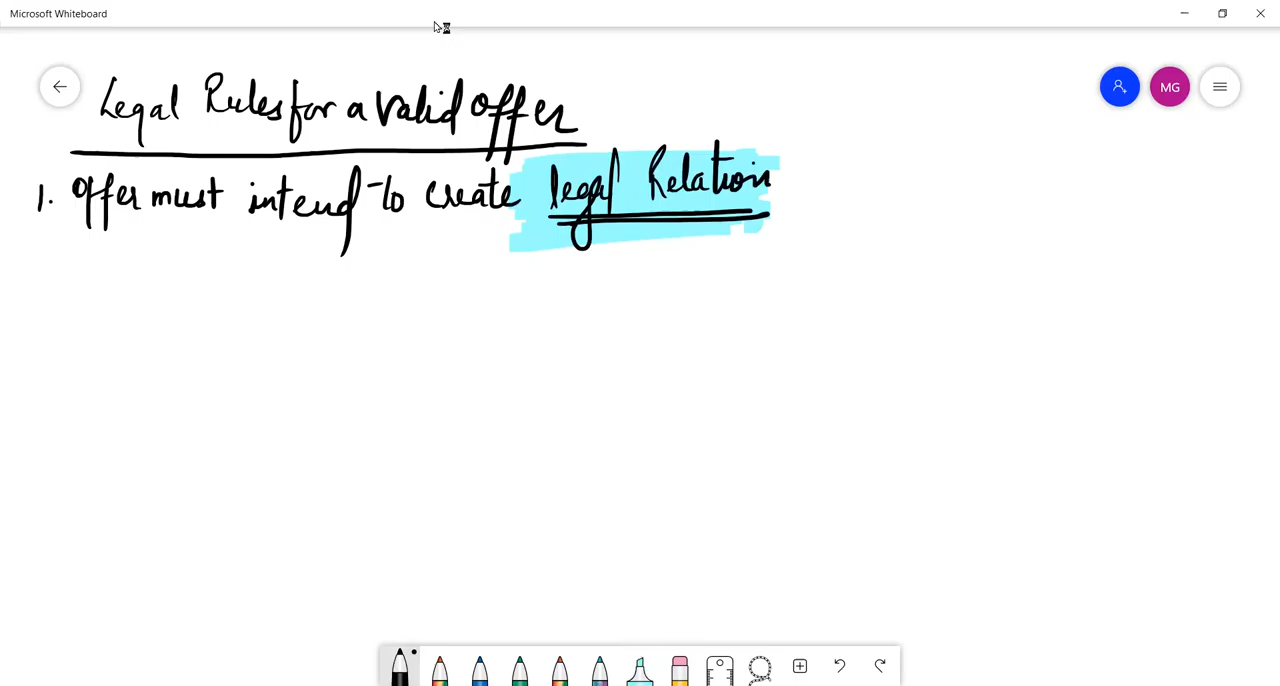 Microsoft Whiteboard
MG
Legal Rules for a valid offer
1. Offer must intend to create legal Relation